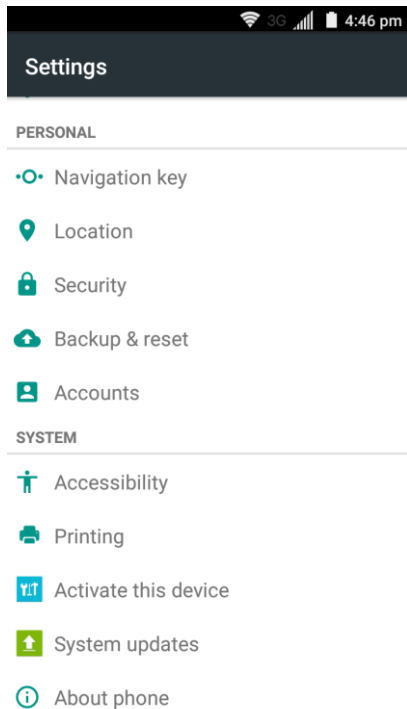 3G 4:46 pm
Settings
PERSONAL
Navigation key
Location
Security
Backup & reset
Accounts
SYSTEM
Accessibility
Printing
Activate this device
System updates
About phone